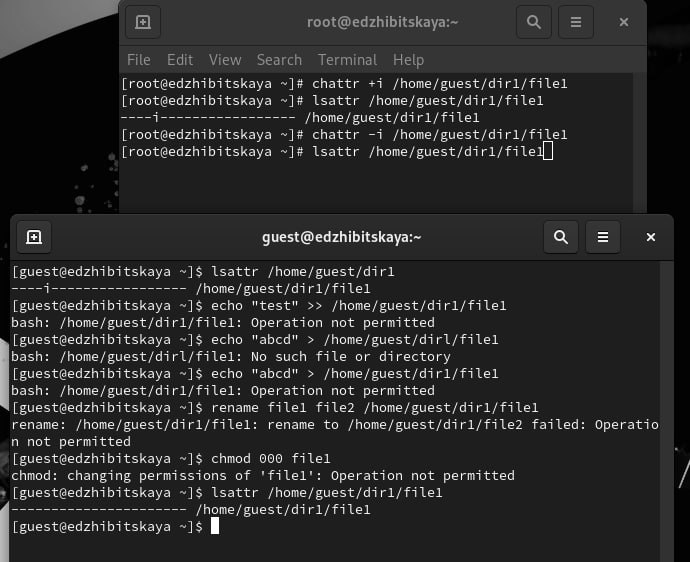 root@edzhibitskaya:~
File Edit View Search Terminal Help
[root@edzhibitskaya ~]# chattr +i /home/guest/dir1/file1
[root@edzhibitskaya ~]# lsattr /home/guest/dir1/file1
----i----------------- /home/guest/dir1/file1
[root@edzhibitskaya ~]# chattr -i /home/guest/dir1/file1
[root@edzhibitskaya ~]# lsattr /home/guest/dir1/file1
guest@edzhibitskaya:~
[guest@edzhibitskaya ~]$ lsattr /home/guest/dir1
----i----------------- /home/guest/dir1/file1
[guest@edzhibitskaya ~]$ echo "test" >> /home/guest/dir1/file1
bash: /home/guest/dir1/file1: Operation not permitted
[guest@edzhibitskaya ~]$ echo "abcd" > /home/guest/dirl/file1
bash: /home/guest/dirl/file1: No such file or directory
[guest@edzhibitskaya ~]$ echo "abcd" > /home/guest/dir1/file1
bash: /home/guest/dir1/file1: Operation not permitted
[guest@edzhibitskaya ~]$ rename file1 file2 /home/guest/dir1/file1
rename: /home/guest/dir1/file1: rename to /home/guest/dir1/file2 failed: Operatio
n not permitted
[guest@edzhibitskaya ~]$ chmod 000 file1
chmod: changing permissions of 'file1': Operation not permitted
[guest@edzhibitskaya ~]$ lsattr /home/guest/dir1/file1
---------------------- /home/guest/dir1/file1
[guest@edzhibitskaya ~]$